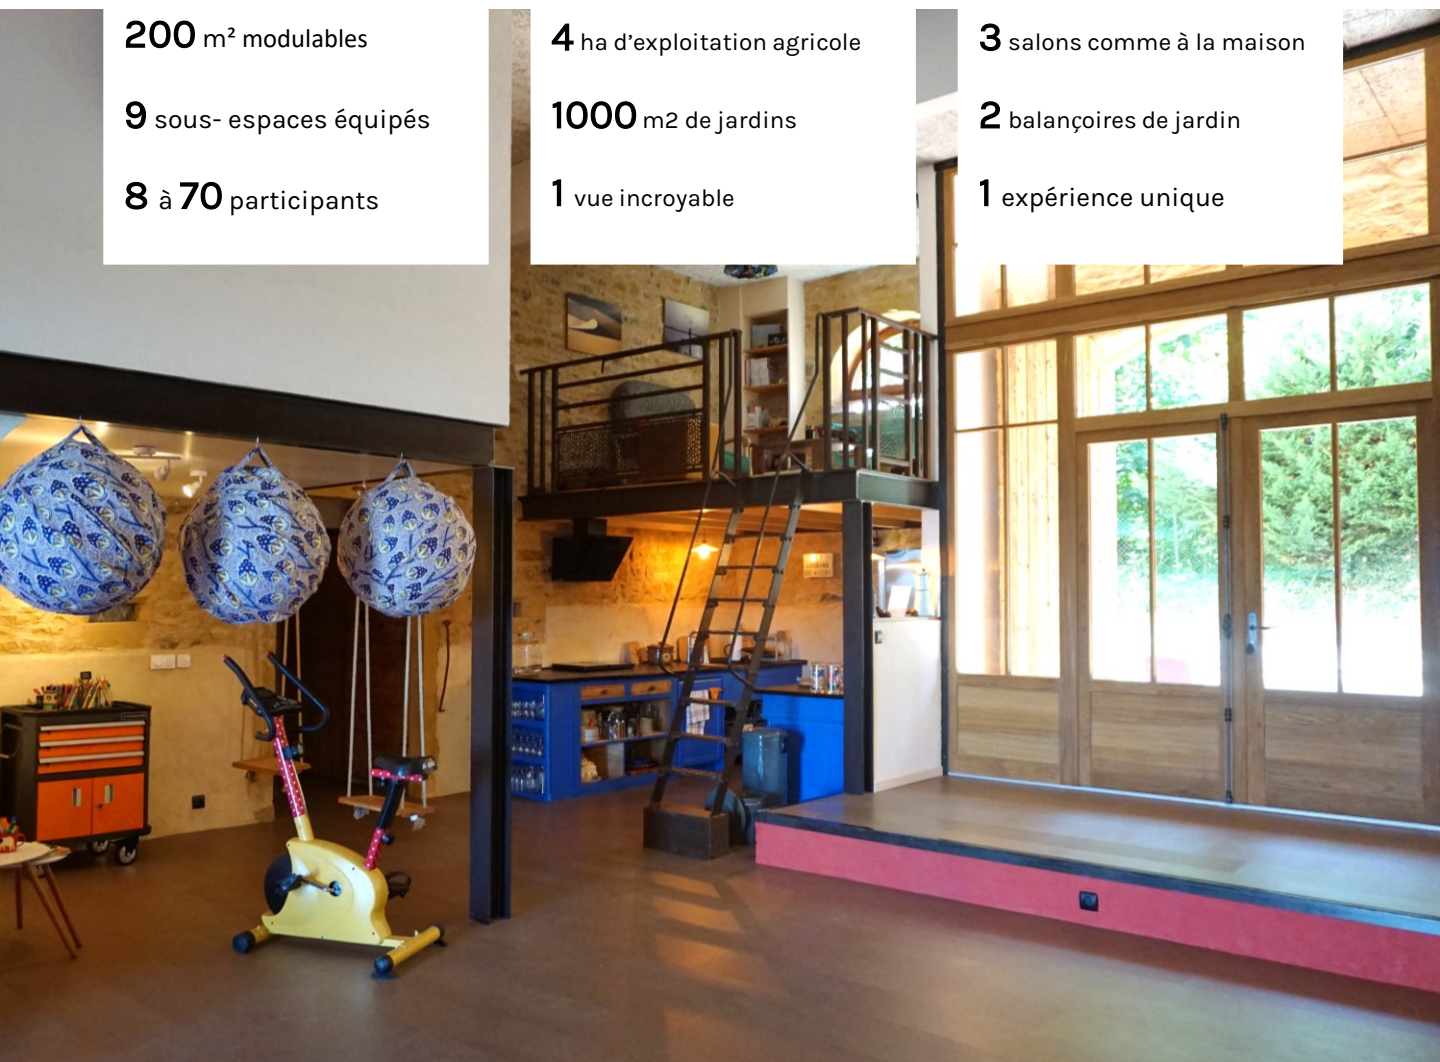 200 m² modulables
9 sous- espaces équipés
8 à 70 participants
4 ha d’exploitation agricole
1000 m2 de jardins
1 vue incroyable
3 salons comme à la maison
2 balançoires de jardin
1 expérience unique